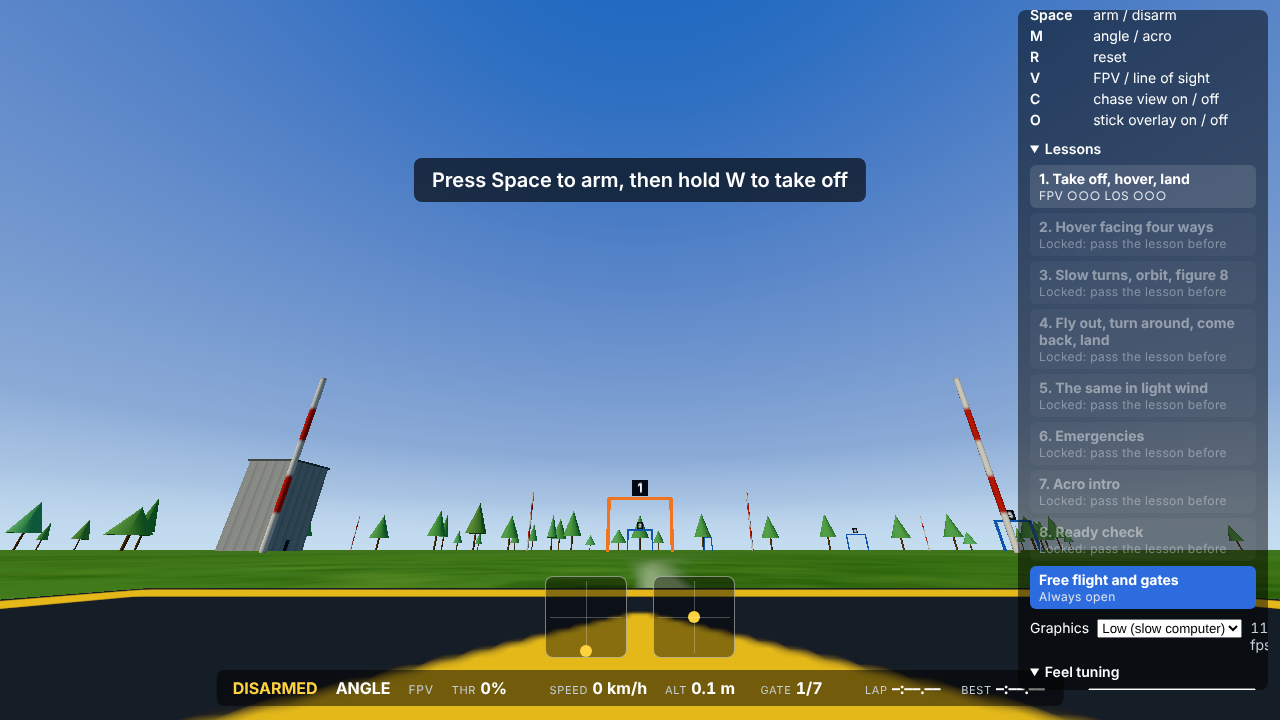 Space arm / disarm
M angle / acro
R reset
V FPV / line of sight
C chase view on / off
O stick overlay on / off
▼ Lessons
1. Take off, hover, land
FPV ○○○ LOS ○○○
2. Hover facing four ways
Locked: pass the lesson before
3. Slow turns, orbit, figure 8
Locked: pass the lesson before
4. Fly out, turn around, come
back, land
Locked: pass the lesson before
5. The same in light wind
Locked: pass the lesson before
6. Emergencies
Locked: pass the lesson before
7. Acro intro
Locked: pass the lesson before
8. Ready check
Locked: pass the lesson before
Free flight and gates
Always open
Graphics Low (slow computer) 11
fps
▼ Feel tuning
Press Space to arm, then hold W to take off
1
DISARMED ANGLE FPV THR 0% SPEED 0 km/h ALT 0.1 m GATE 1/7 LAP –:––.–– BEST –:––.––